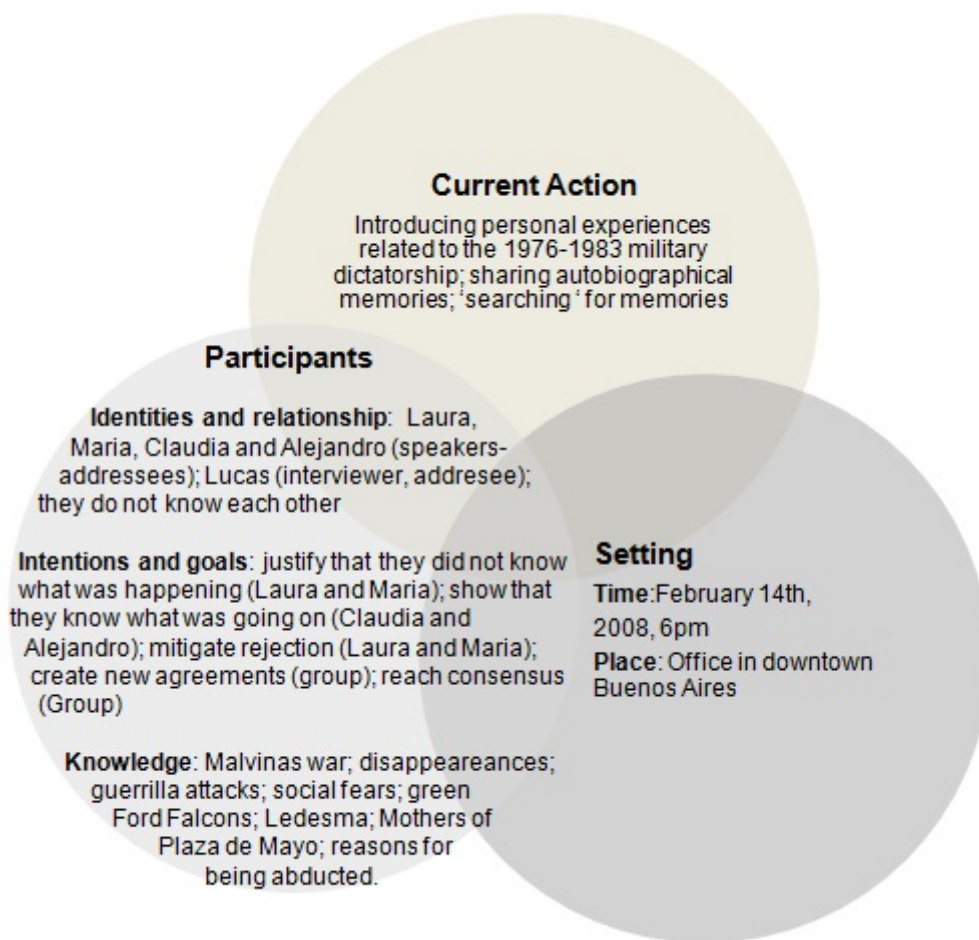 Current Action
Introducing personal experiences
related to the 1976-1983 military
dictatorship; sharing autobiographical
memories; ‘searching ‘ for memories
Participants
Identities and relationship: Laura,
Maria, Claudia and Alejandro (speakers-
addressees); Lucas (interviewer, addresee);
they do not know each other
Intentions and goals: justify that they did not know
what was happening (Laura and Maria); show that
they know what was going on (Claudia and
Alejandro); mitigate rejection (Laura and Maria);
create new agreements (group); reach consensus
(Group)
Knowledge: Malvinas war; disappeareances;
guerrilla attacks; social fears; green
Ford Falcons; Ledesma; Mothers of
Plaza de Mayo; reasons for
being abducted.
Setting
Time:February 14th,
2008, 6pm
Place: Office in downtown
Buenos Aires